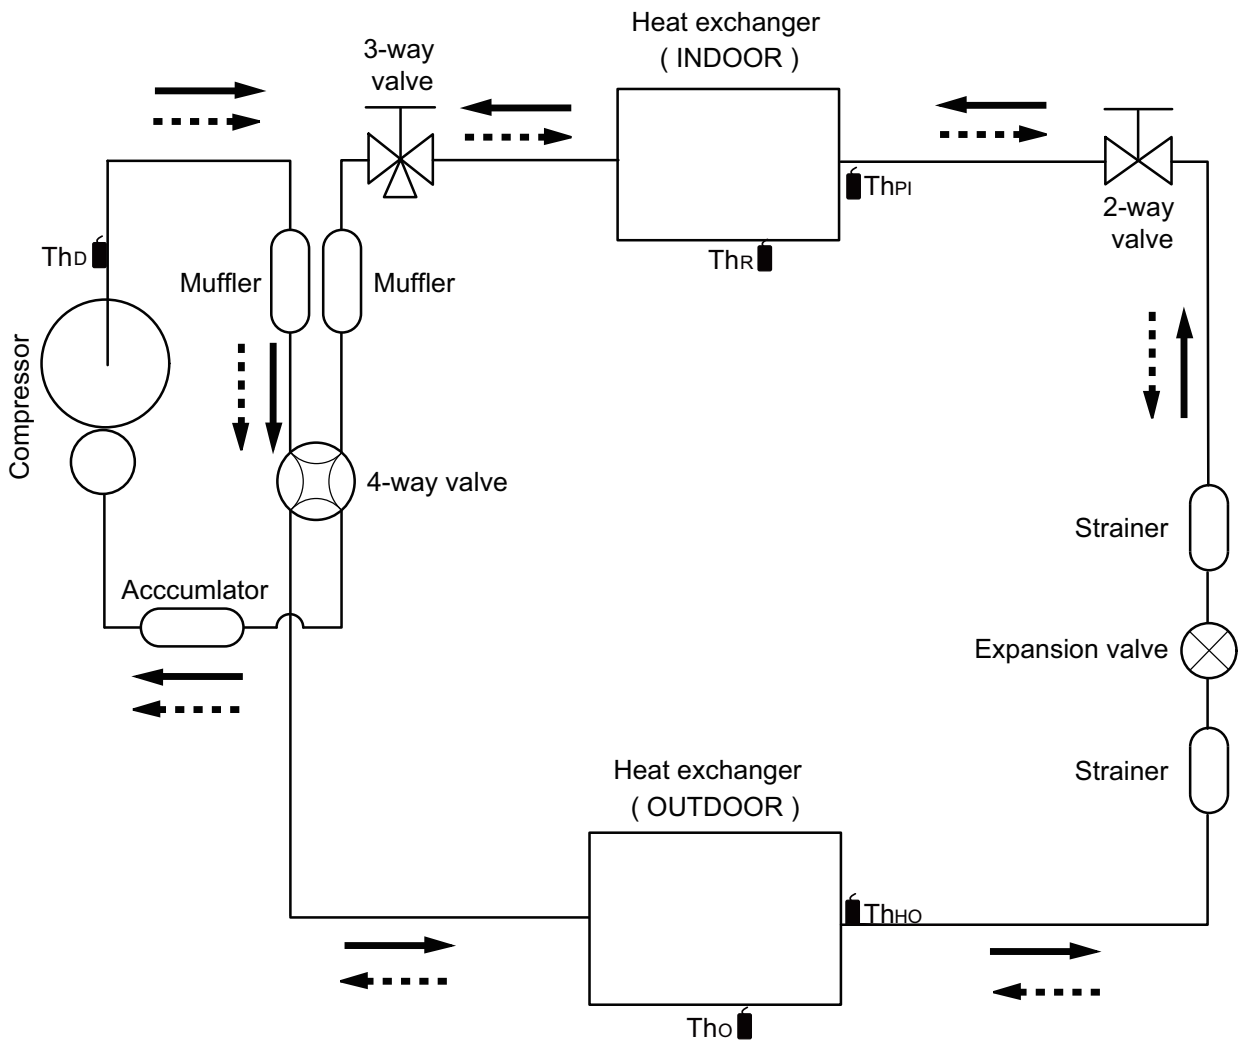 Heat exchanger
( INDOOR )
3-way
valve
ThPI
2-way
valve
ThD
ThR
Muffler
Muffler
Compressor
4-way valve
Strainer
Acccumlator
Expansion valve
Heat exchanger
( OUTDOOR )
Strainer
ThHO
ThO